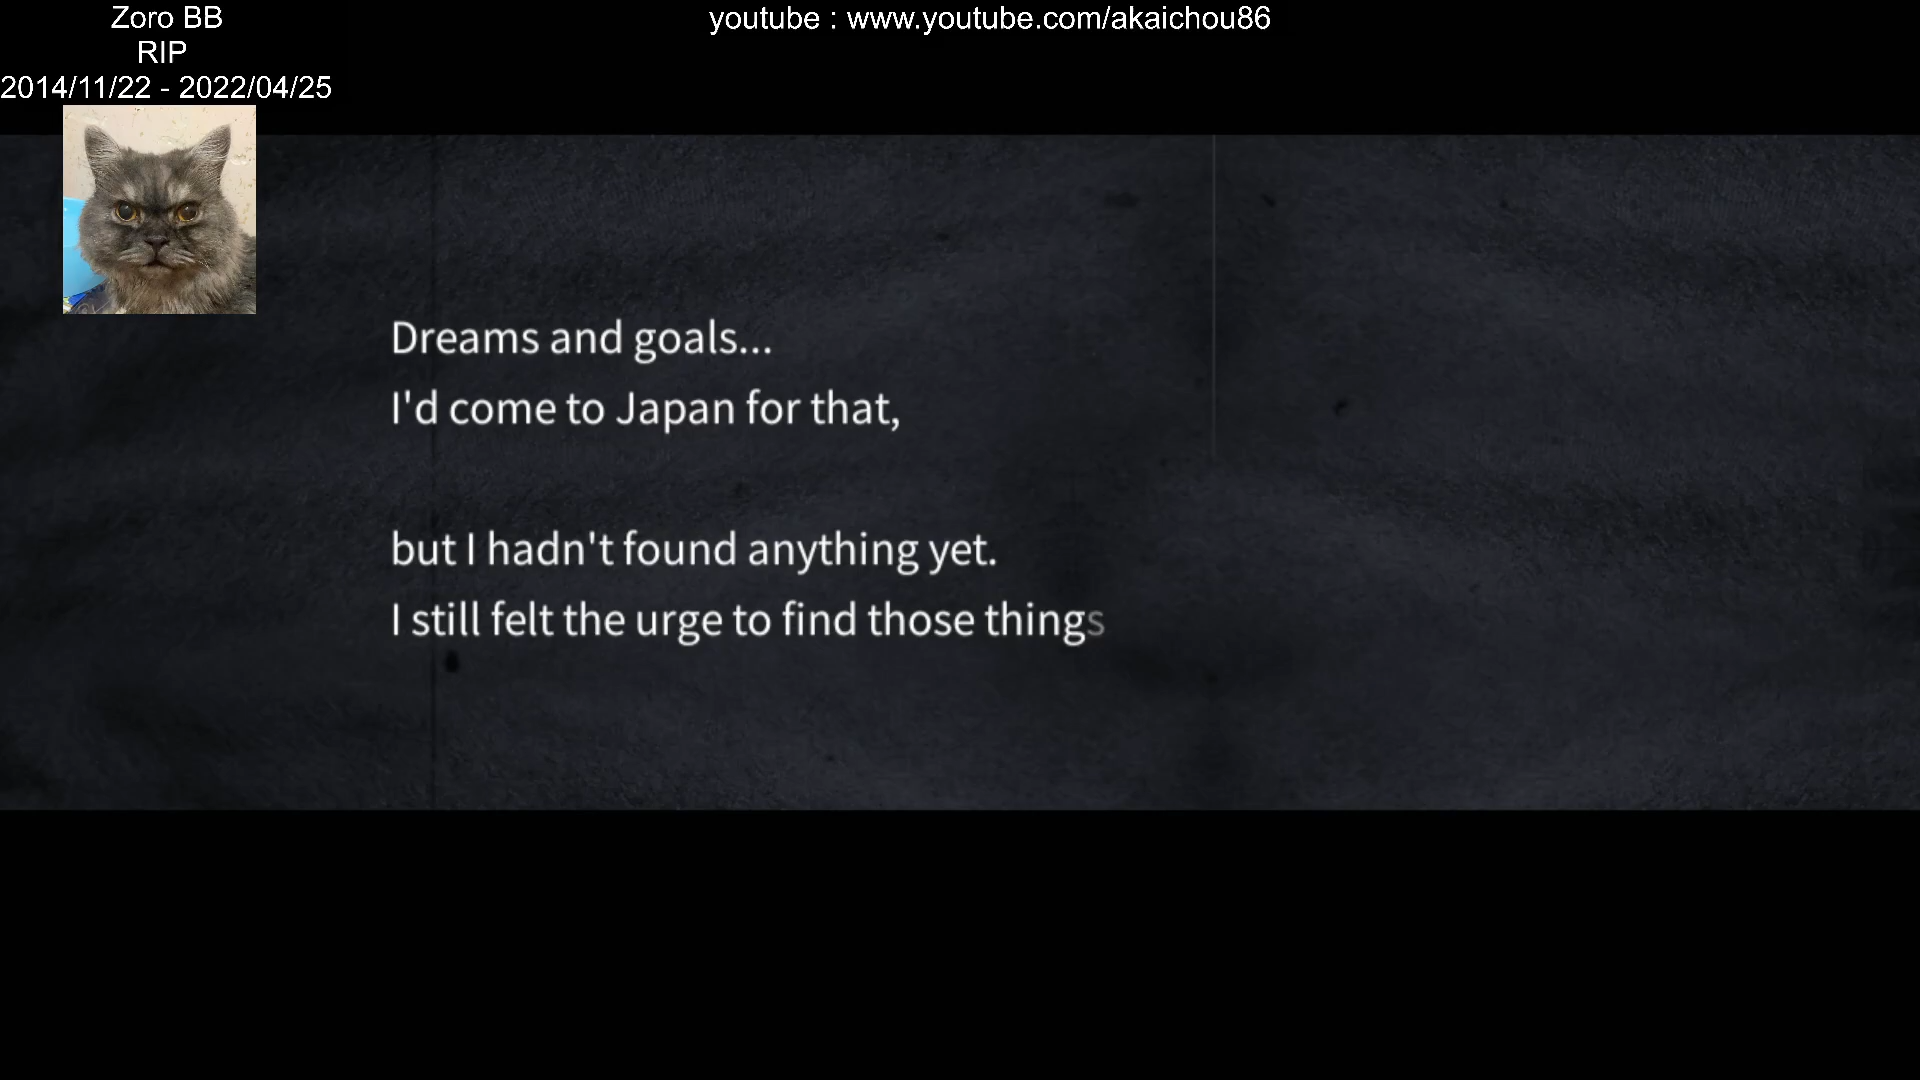 Zoro BB
RIP
2014/11/22 - 2022/04/25
youtube : www.youtube.com/akaichou86
Dreams and goals...
I'd come to Japan for that,
but I hadn't found anything yet.
I still felt the urge to find those things